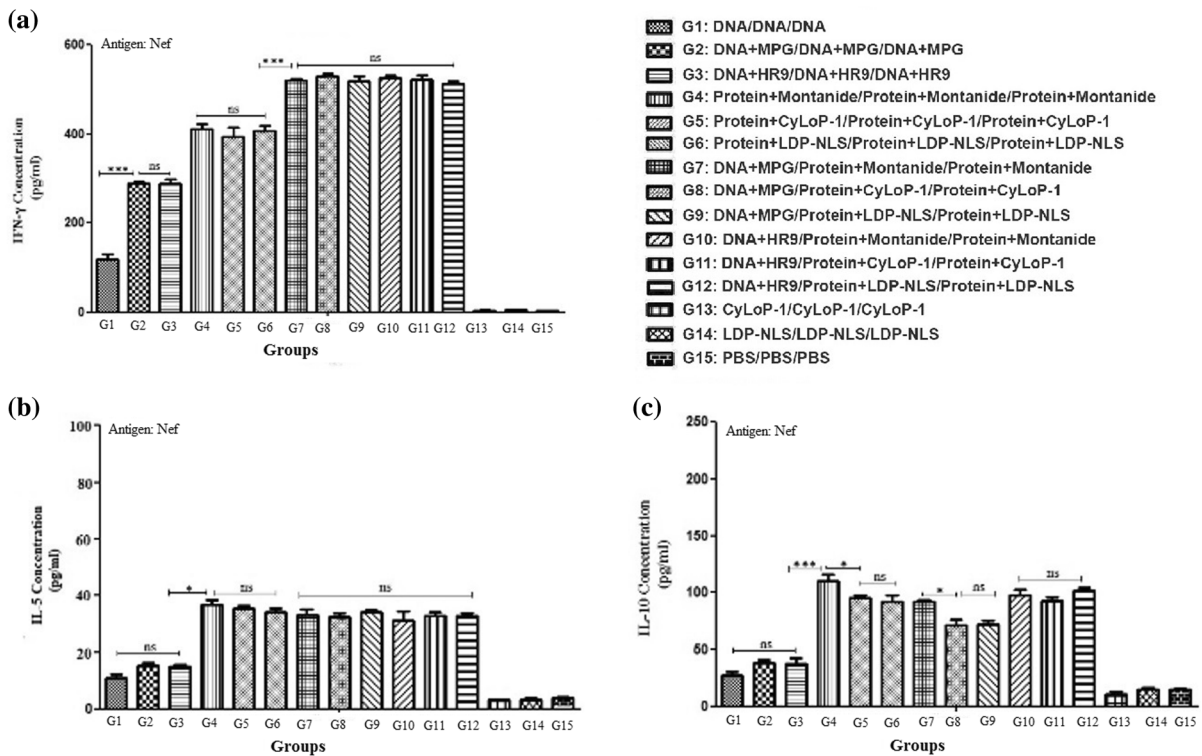 (a)
Antigen: Nef
IFN-γ Concentration
(pg/ml)
600
400
200
0
***
ns
ns
***
ns
G1 G2 G3 G4 G5 G6 G7 G8 G9 G10 G11 G12 G13 G14 G15
Groups
G1: DNA/DNA/DNA
G2: DNA+MPG/DNA+MPG/DNA+MPG
G3: DNA+HR9/DNA+HR9/DNA+HR9
G4: Protein+Montanide/Protein+Montanide/Protein+Montanide
G5: Protein+CyLoP-1/Protein+CyLoP-1/Protein+CyLoP-1
G6: Protein+LDP-NLS/Protein+LDP-NLS/Protein+LDP-NLS
G7: DNA+MPG/Protein+Montanide/Protein+Montanide
G8: DNA+MPG/Protein+CyLoP-1/Protein+CyLoP-1
G9: DNA+MPG/Protein+LDP-NLS/Protein+LDP-NLS
G10: DNA+HR9/Protein+Montanide/Protein+Montanide
G11: DNA+HR9/Protein+CyLoP-1/Protein+CyLoP-1
G12: DNA+HR9/Protein+LDP-NLS/Protein+LDP-NLS
G13: CyLoP-1/CyLoP-1/CyLoP-1
G14: LDP-NLS/LDP-NLS/LDP-NLS
G15: PBS/PBS/PBS
(b)
Antigen: Nef
IL-5 Concentration
(pg/ml)
100
80
60
40
20
0
ns
*
ns
ns
G1 G2 G3 G4 G5 G6 G7 G8 G9 G10 G11 G12 G13 G14 G15
Groups
(c)
Antigen: Nef
IL-10 Concentration
(pg/ml)
250
200
150
100
50
0
ns
***
*
ns
*
ns
ns
G1 G2 G3 G4 G5 G6 G7 G8 G9 G10 G11 G12 G13 G14 G15
Groups